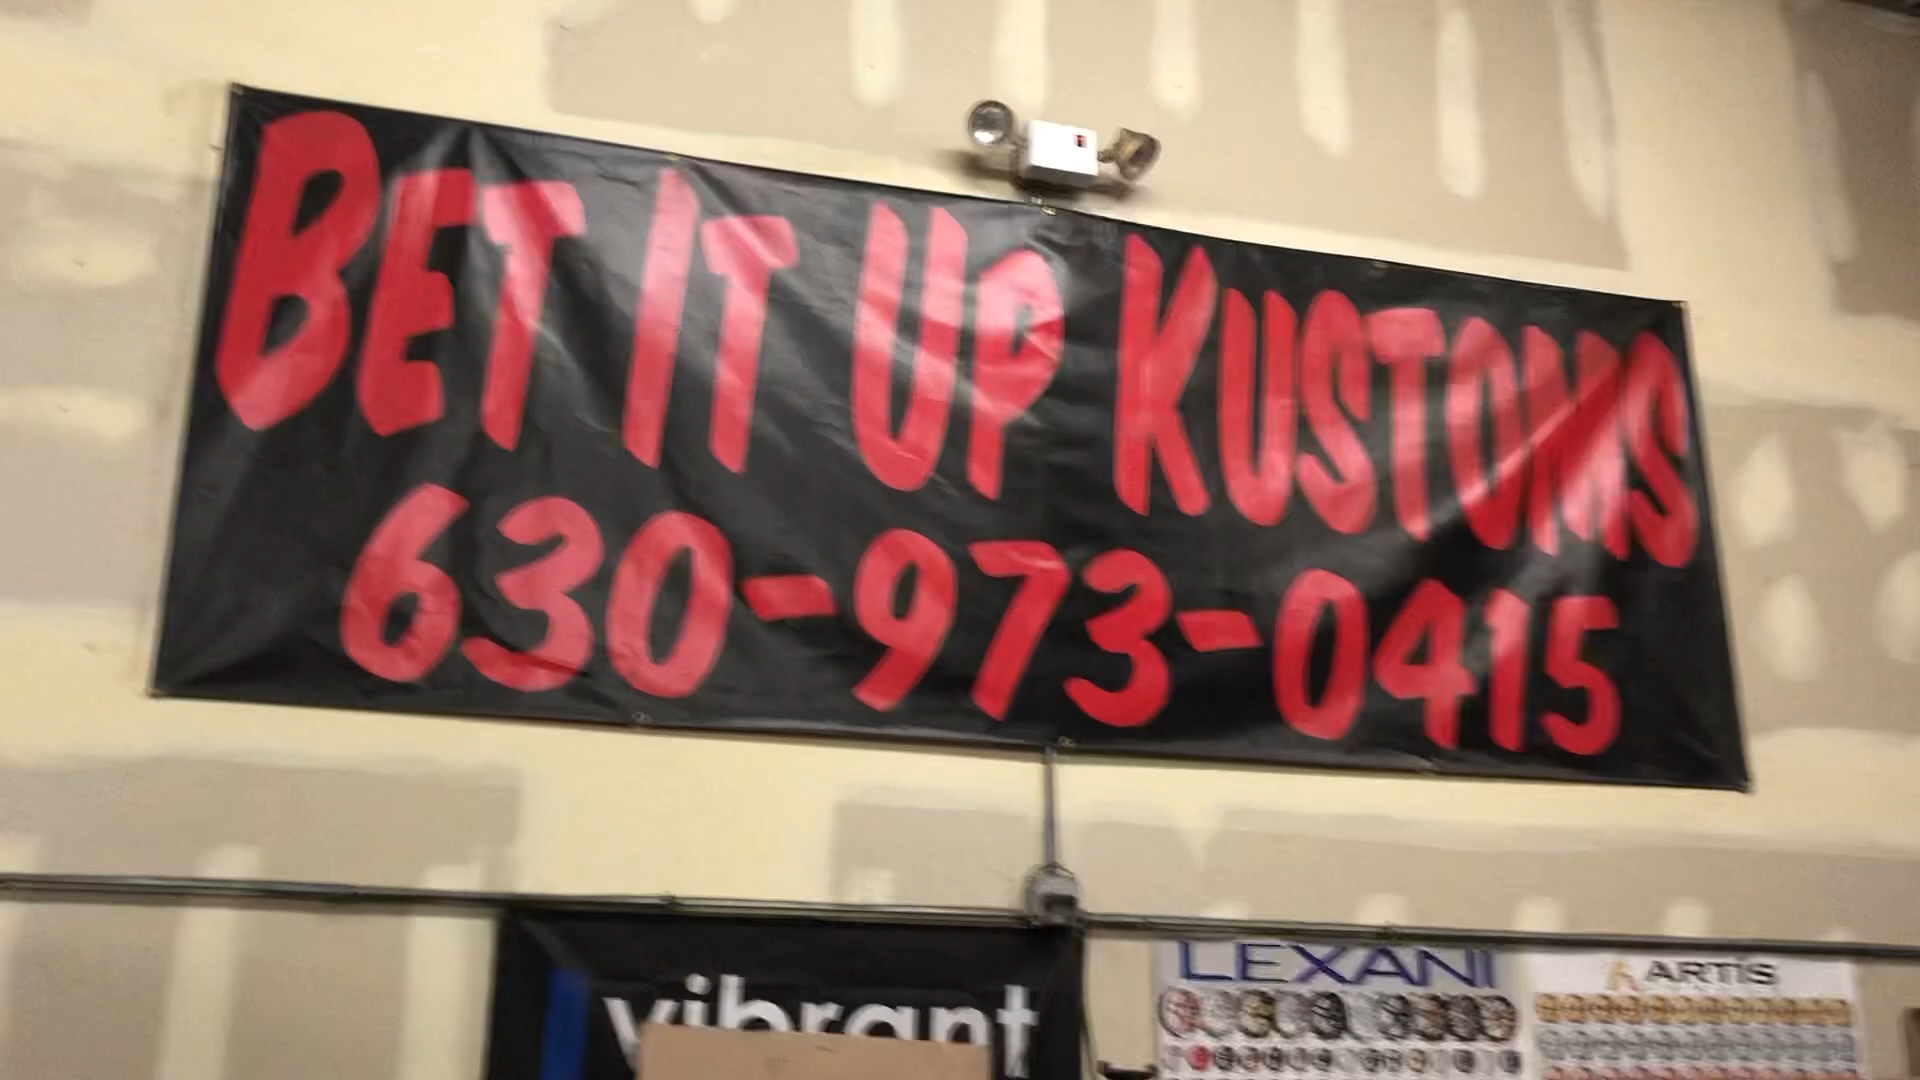 BET IT UP KUSTOMS
630-973-0415
vibrant
LEXANI
ARTIS